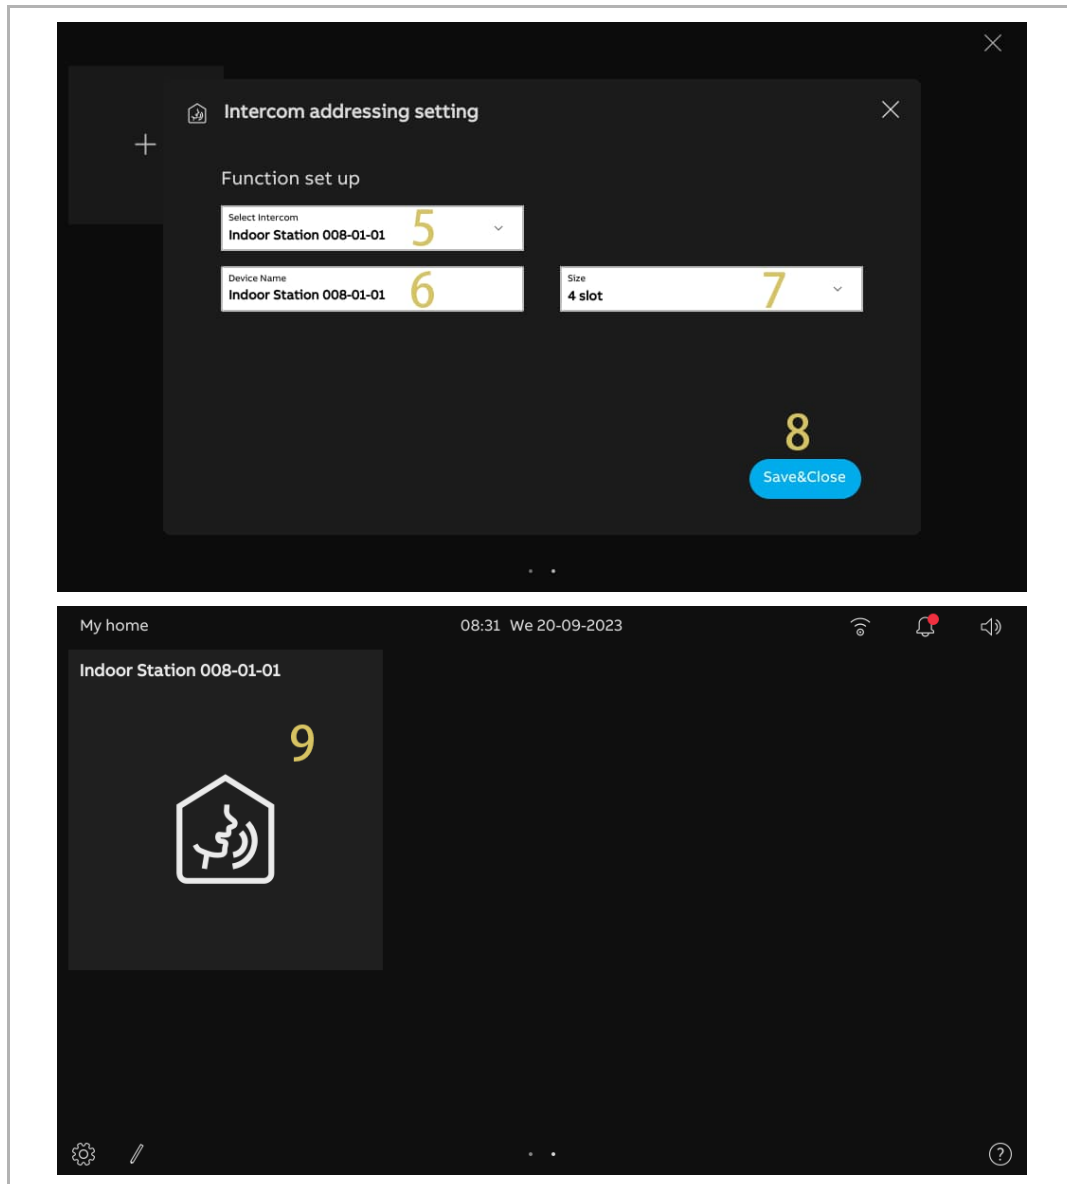 Intercom addressing setting
Function set up
Select Intercom
Indoor Station 008-01-01
5
Device Name
Indoor Station 008-01-01
6
Size
4 slot
7
8
Save&Close
My home
08:31 We 20-09-2023
Indoor Station 008-01-01
9
?